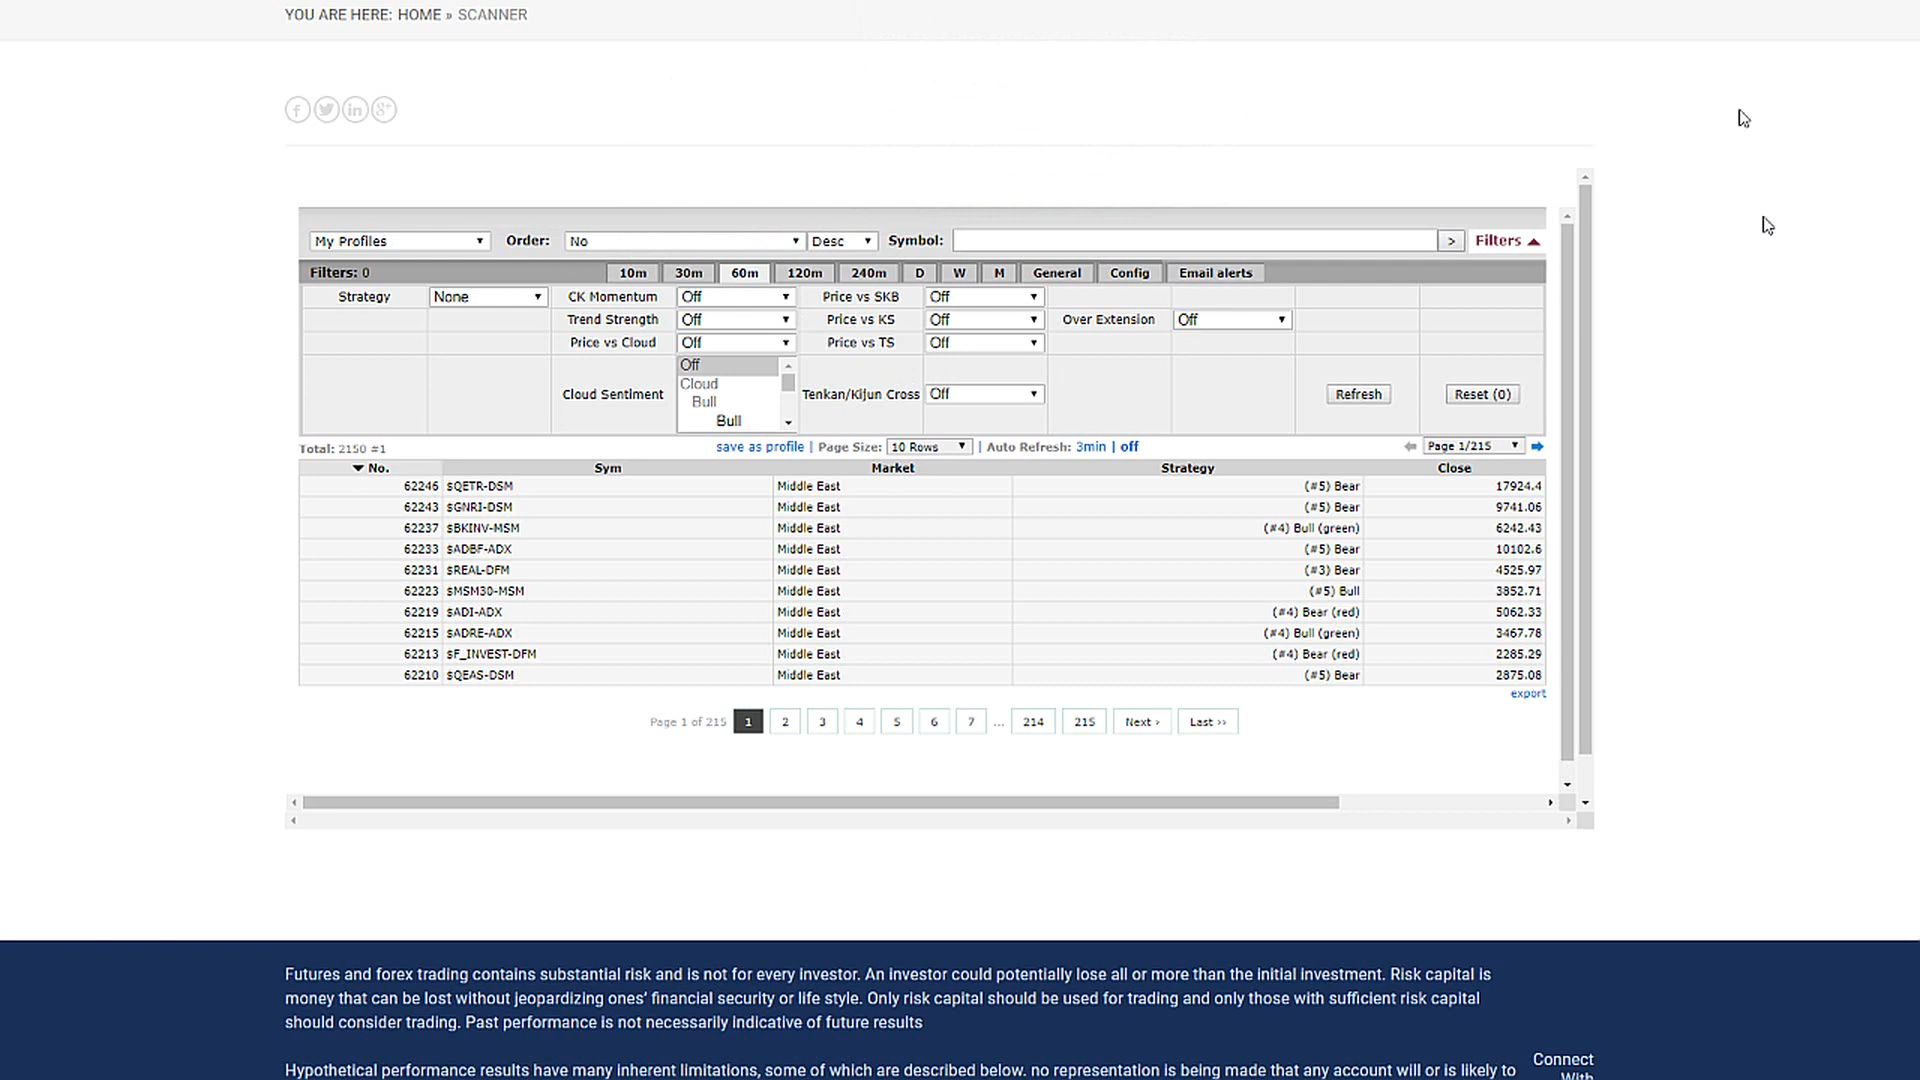 YOU ARE HERE: HOME » SCANNER
My Profiles Order: No Desc Symbol: > Filters
Filters: 0 10m 30m 60m 120m 240m D W M General Config Email alerts
Strategy None CK Momentum Off Price vs SKB Off
Trend Strength Off Price vs KS Off Over Extension Off
Price vs Cloud Off Price vs TS Off
Off
Cloud
Bull
Bull
Cloud Sentiment Tenkan/Kijun Cross Off Refresh Reset (0)
Total: 2150 #1 save as profile | Page Size: 10 Rows | Auto Refresh: 3min | off Page 1/215
No. Sym Market Strategy Close
62246 $QETR-DSM Middle East (#5) Bear 17924.4
62243 $GNRI-DSM Middle East (#5) Bear 9741.06
62237 $BKINV-MSM Middle East (#4) Bull (green) 6242.43
62233 $ADBF-ADX Middle East (#5) Bear 10102.6
62231 $REAL-DFM Middle East (#3) Bear 4525.97
62223 $MSM30-MSM Middle East (#5) Bull 3852.71
62219 $ADI-ADX Middle East (#4) Bear (red) 5062.33
62215 $ADRE-ADX Middle East (#4) Bull (green) 3467.78
62213 $F_INVEST-DFM Middle East (#4) Bear (red) 2285.29
62210 $QEAS-DSM Middle East (#5) Bear 2875.08
export
Page 1 of 215 1 2 3 4 5 6 7 ... 214 215 Next › Last ››
Futures and forex trading contains substantial risk and is not for every investor. An investor could potentially lose all or more than the initial investment. Risk capital is
money that can be lost without jeopardizing ones’ financial security or life style. Only risk capital should be used for trading and only those with sufficient risk capital
should consider trading. Past performance is not necessarily indicative of future results
Hypothetical performance results have many inherent limitations, some of which are described below. no representation is being made that any account will or is likely to
Connect
With